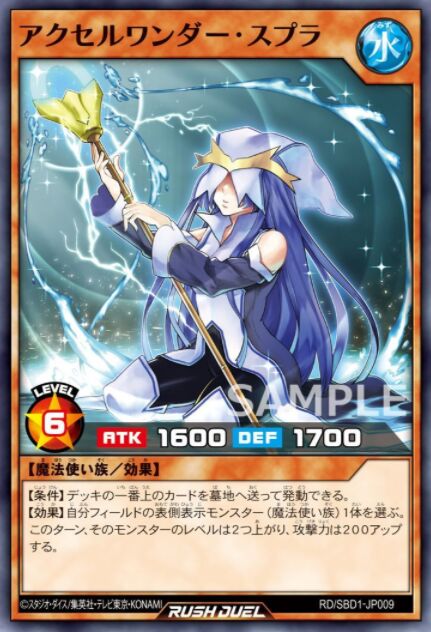 アクセルワンダー・スプラ
水
SAMPLE
LEVEL
6
ATK 1600 DEF 1700
【魔法使い族／効果】
【条件】デッキの一番上のカードを墓地へ送って発動できる。
【効果】自分フィールドの表側表示モンスター（魔法使い族）1体を選ぶ。
このターン、そのモンスターのレベルは2つ上がり、攻撃力は200アップ
する。
©スタジオ・ダイス/集英社・テレビ東京・KONAMI
RUSH DUEL
RD/SBD1-JP009